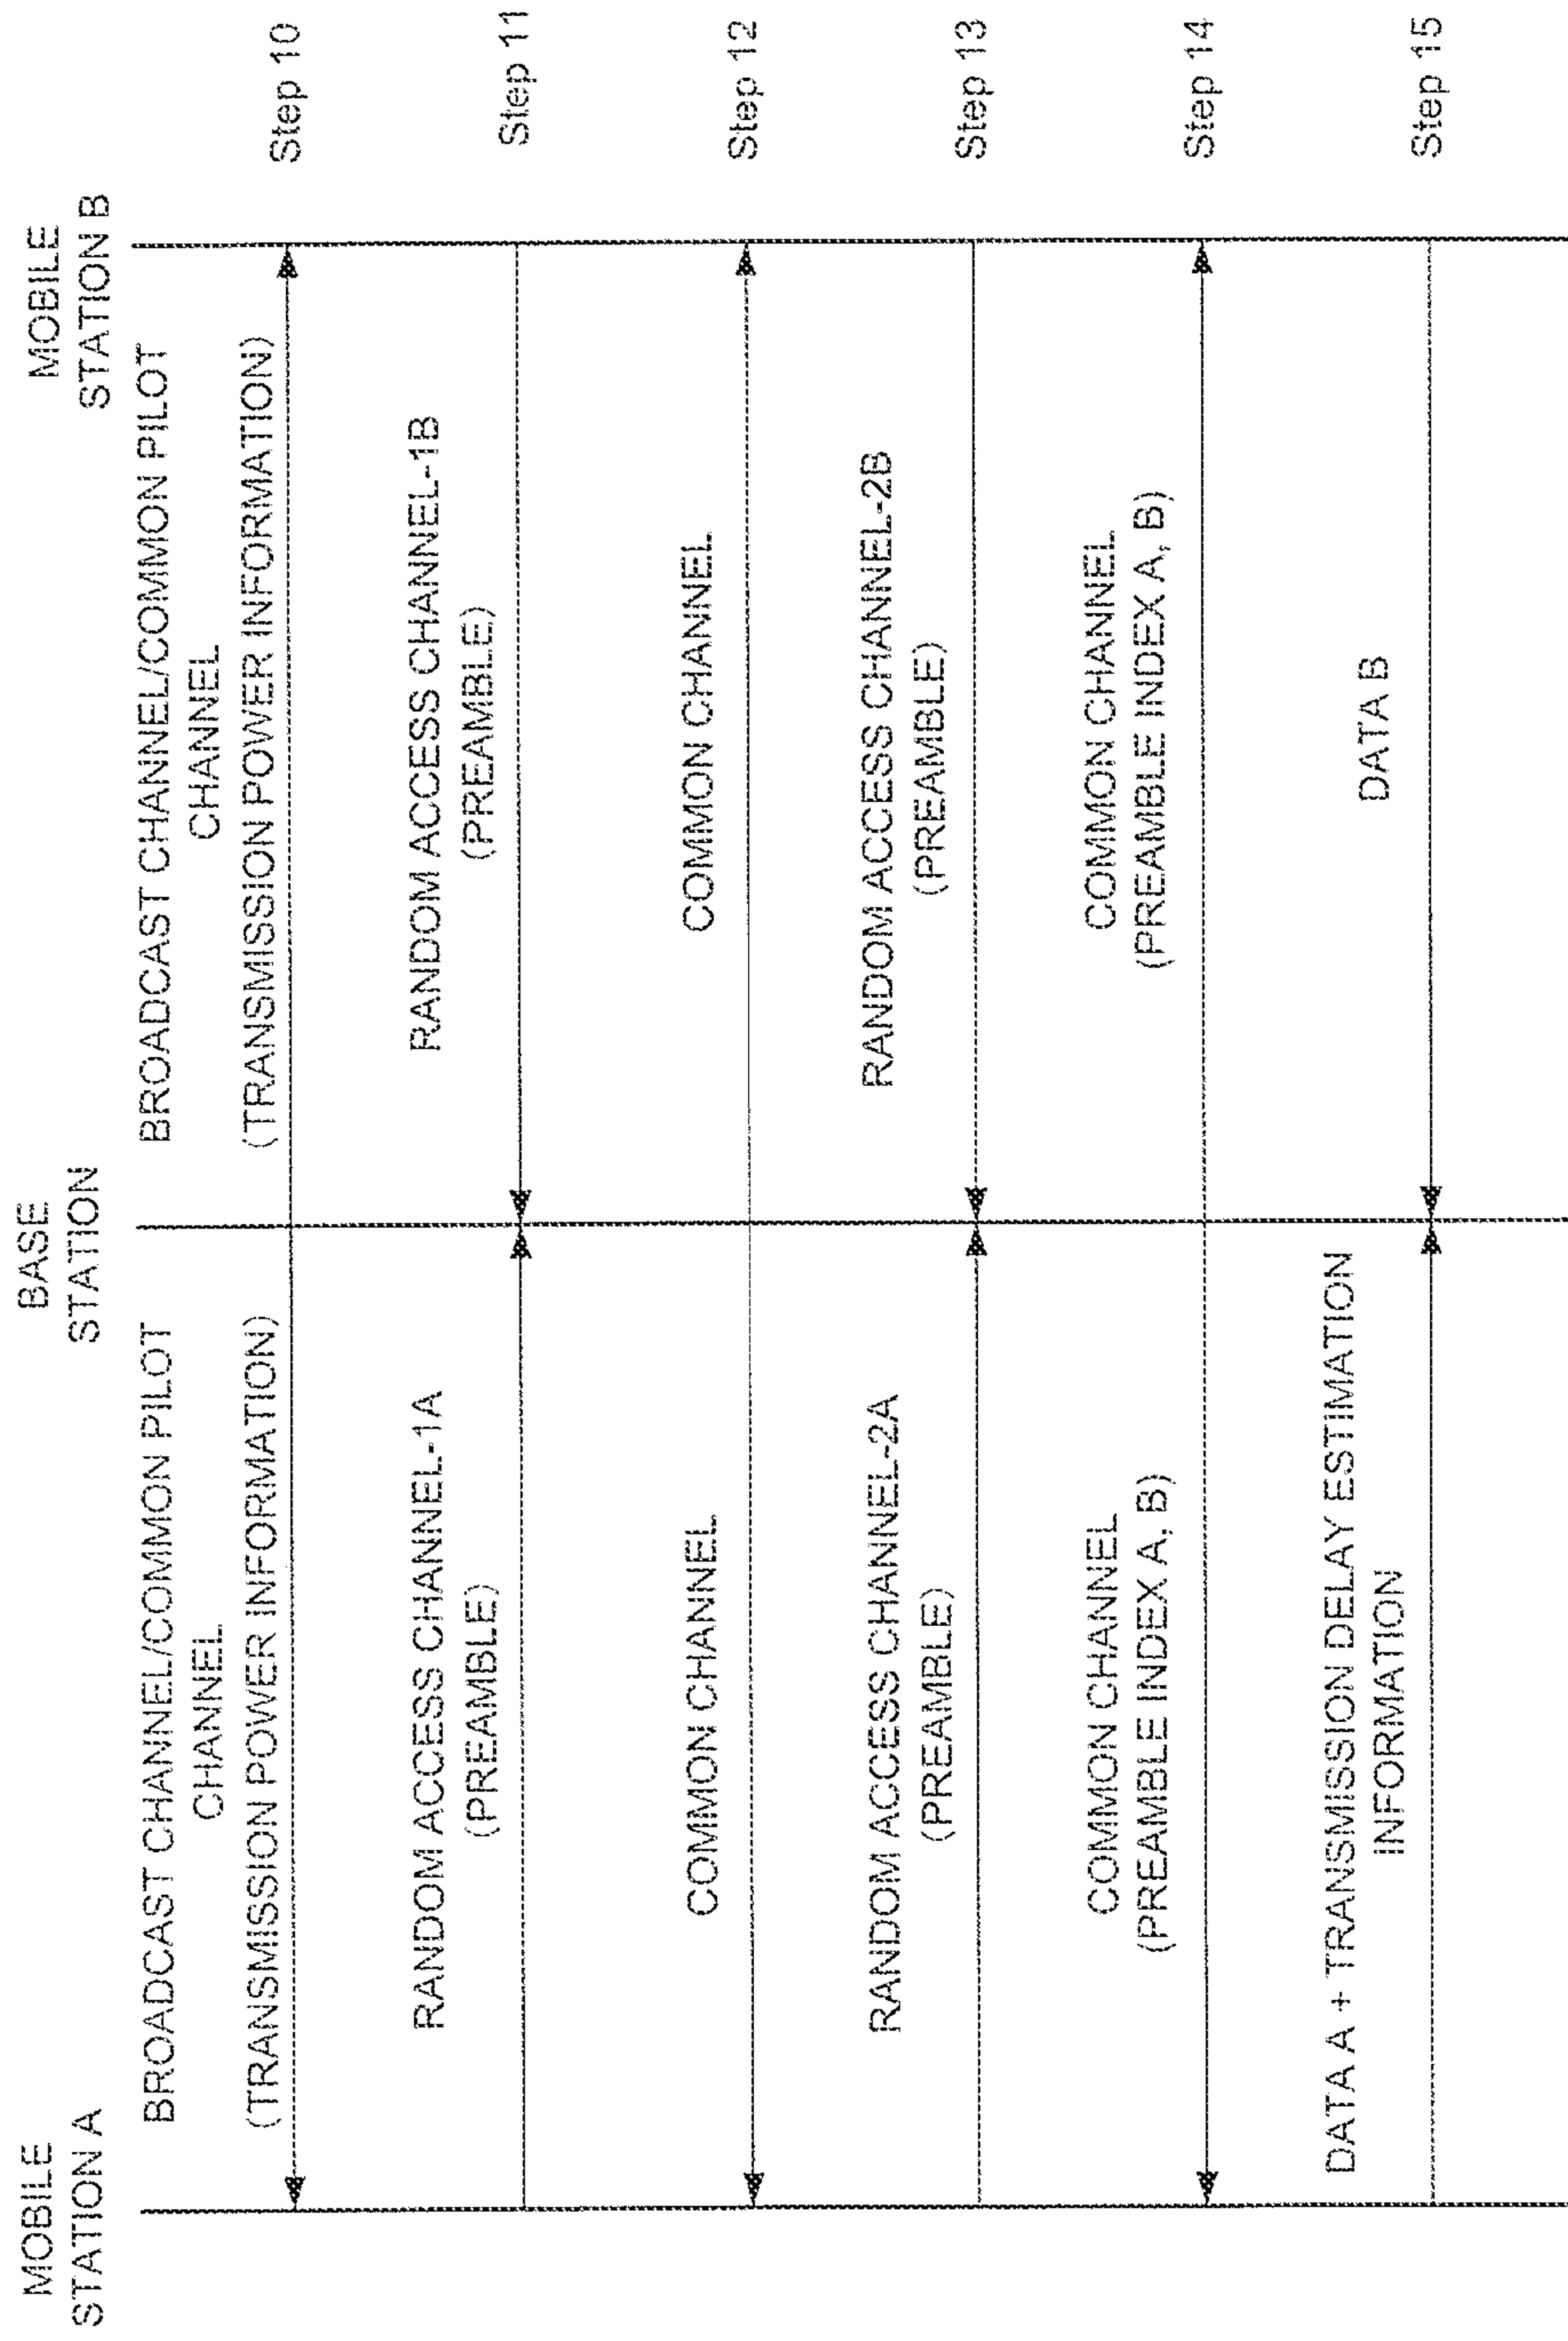 MOBILE
STATION A
BASE
STATION
MOBILE
STATION B
BROADCAST CHANNEL/COMMON PILOT
CHANNEL
(TRANSMISSION POWER INFORMATION)
BROADCAST CHANNEL/COMMON PILOT
CHANNEL
(TRANSMISSION POWER INFORMATION)
Step 10
RANDOM ACCESS CHANNEL-1A
(PREAMBLE)
RANDOM ACCESS CHANNEL-1B
(PREAMBLE)
Step 11
COMMON CHANNEL
COMMON CHANNEL
Step 12
RANDOM ACCESS CHANNEL-2A
(PREAMBLE)
RANDOM ACCESS CHANNEL-2B
(PREAMBLE)
Step 13
COMMON CHANNEL
(PREAMBLE INDEX A, B)
COMMON CHANNEL
(PREAMBLE INDEX A, B)
Step 14
DATA A + TRANSMISSION DELAY ESTIMATION
INFORMATION
DATA B
Step 15